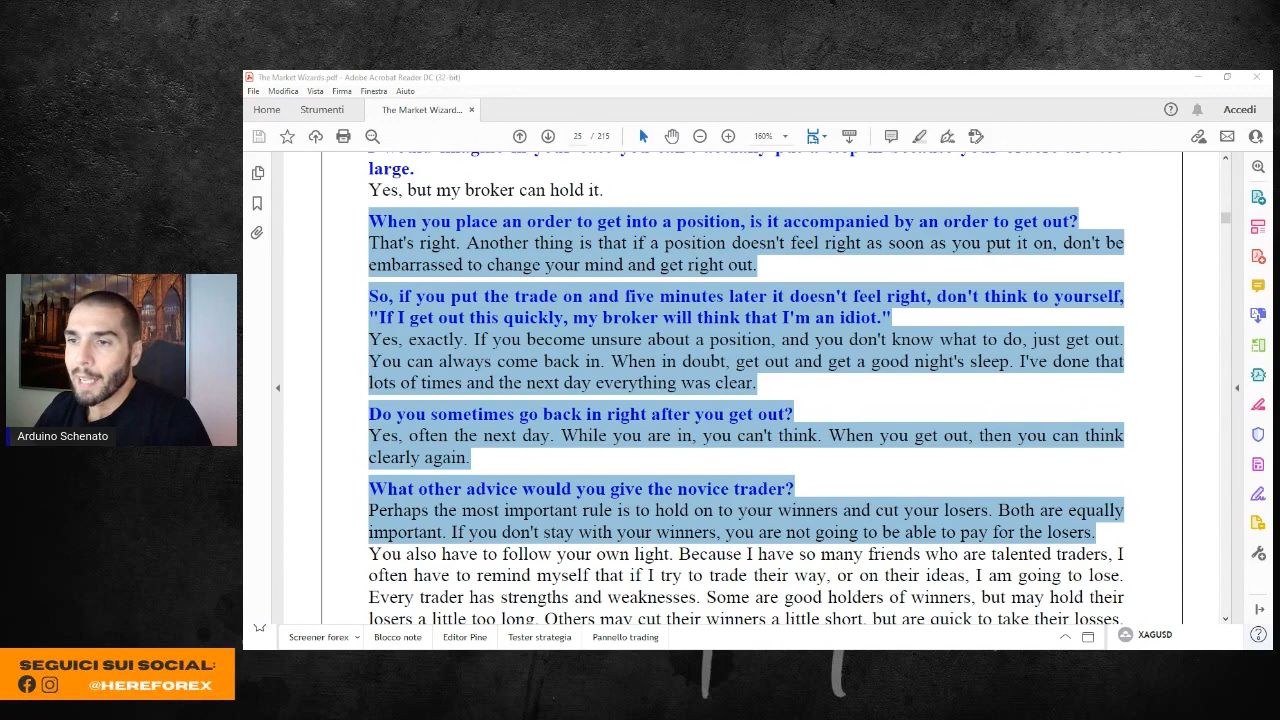 The Market Wizards.pdf - Adobe Acrobat Reader DC (32-bit)
File Modifica Vista Firma Finestra Aiuto
Home Strumenti The Market Wizard... × Accedi
25 / 215 160%
large.
Yes, but my broker can hold it.
When you place an order to get into a position, is it accompanied by an order to get out?
That's right. Another thing is that if a position doesn't feel right as soon as you put it on, don't be
embarrassed to change your mind and get right out.
So, if you put the trade on and five minutes later it doesn't feel right, don't think to yourself,
"If I get out this quickly, my broker will think that I'm an idiot."
Yes, exactly. If you become unsure about a position, and you don't know what to do, just get out.
You can always come back in. When in doubt, get out and get a good night's sleep. I've done that
lots of times and the next day everything was clear.
Do you sometimes go back in right after you get out?
Yes, often the next day. While you are in, you can't think. When you get out, then you can think
clearly again.
What other advice would you give the novice trader?
Perhaps the most important rule is to hold on to your winners and cut your losers. Both are equally
important. If you don't stay with your winners, you are not going to be able to pay for the losers.
You also have to follow your own light. Because I have so many friends who are talented traders, I
often have to remind myself that if I try to trade their way, or on their ideas, I am going to lose.
Every trader has strengths and weaknesses. Some are good holders of winners, but may hold their
losers a little too long. Others may cut their winners a little short, but are quick to take their losses.
Screener forex Blocco note Editor Pine Tester strategia Pannello trading XAGUSD
Arduino Schenato
SEGUICI SUI SOCIAL:
@HEREFOREX